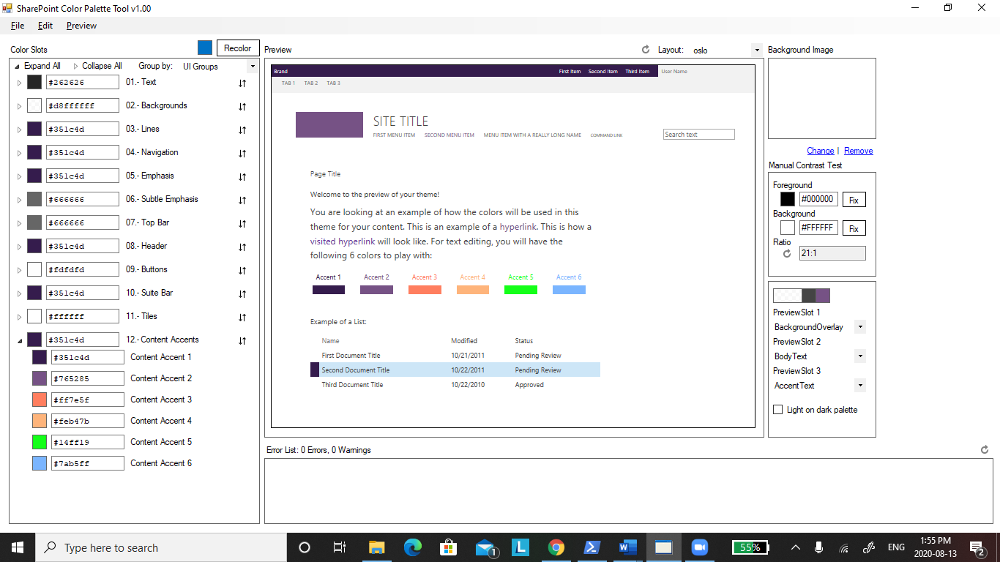 SharePoint Color Palette Tool v1.00
File Edit Preview
Color Slots
Recolor
Expand All Collapse All Group by: UI Groups
#262626 01.- Text
#d8ffffff 02.- Backgrounds
#351c4d 03.- Lines
#351c4d 04.- Navigation
#351c4d 05.- Emphasis
#666666 06.- Subtle Emphasis
#666666 07.- Top Bar
#351c4d 08.- Header
#fdfdfd 09.- Buttons
#351c4d 10.- Suite Bar
#ffffff 11.- Tiles
#351c4d 12.- Content Accents
#351c4d Content Accent 1
#765285 Content Accent 2
#ff7e5f Content Accent 3
#feb47b Content Accent 4
#14ff19 Content Accent 5
#7ab5ff Content Accent 6
Preview
Layout: oslo
Brand First Item Second Item Third Item User Name
TAB 1 TAB 2 TAB 3
SITE TITLE
FIRST MENU ITEM SECOND MENU ITEM MENU ITEM WITH A REALLY LONG NAME COMMAND LINK
Search text
Page Title
Welcome to the preview of your theme!
You are looking at an example of how the colors will be used in this
theme for your content. This is an example of a hyperlink. This is how a
visited hyperlink will look like. For text editing, you will have the
following 6 colors to play with:
Accent 1 Accent 2 Accent 3 Accent 4 Accent 5 Accent 6
Example of a List:
Name Modified Status
First Document Title 10/21/2011 Pending Review
Second Document Title 10/22/2011 Pending Review
Third Document Title 10/22/2010 Approved
Background Image
Change | Remove
Manual Contrast Test
Foreground
#000000 Fix
Background
#FFFFFF Fix
Ratio
21:1
PreviewSlot 1
BackgroundOverlay
PreviewSlot 2
BodyText
PreviewSlot 3
AccentText
Light on dark palette
Error List: 0 Errors, 0 Warnings
Type here to search
1
L
55%
ENG
1:55 PM
2020-08-13
2